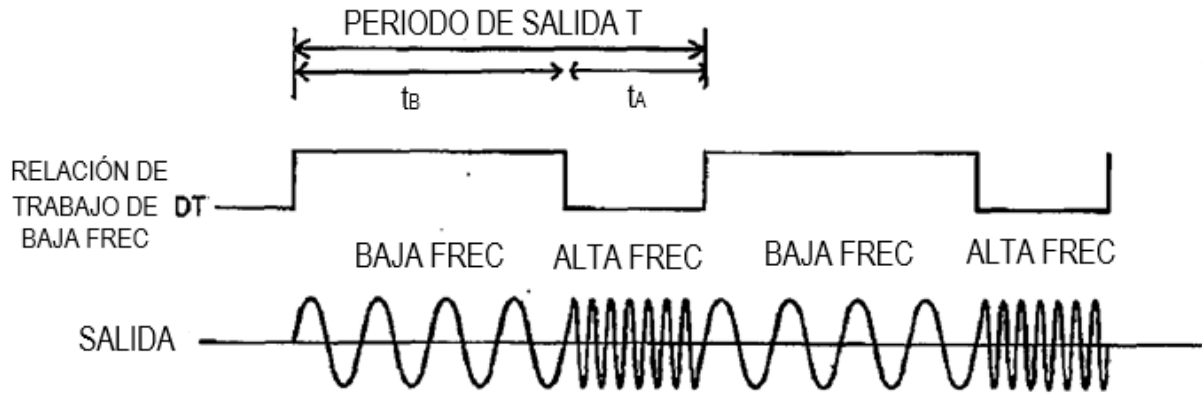 PERIODO DE SALIDA T
tB
tA
RELACIÓN DE
TRABAJO DE DT
BAJA FREC
BAJA FREC
ALTA FREC
BAJA FREC
ALTA FREC
SALIDA